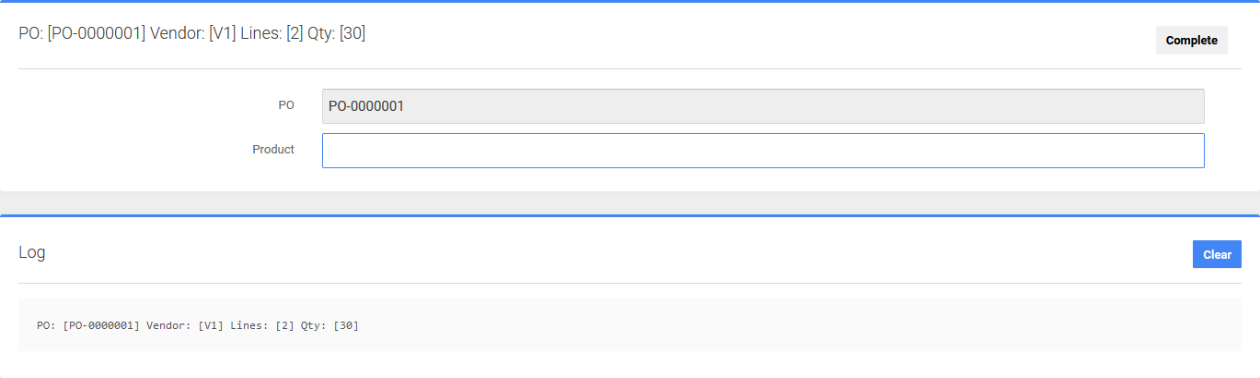 PO: [PO-0000001] Vendor: [V1] Lines: [2] Qty: [30]
Complete
PO
PO-0000001
Product
Log
Clear
PO: [PO-0000001] Vendor: [V1] Lines: [2] Qty: [30]